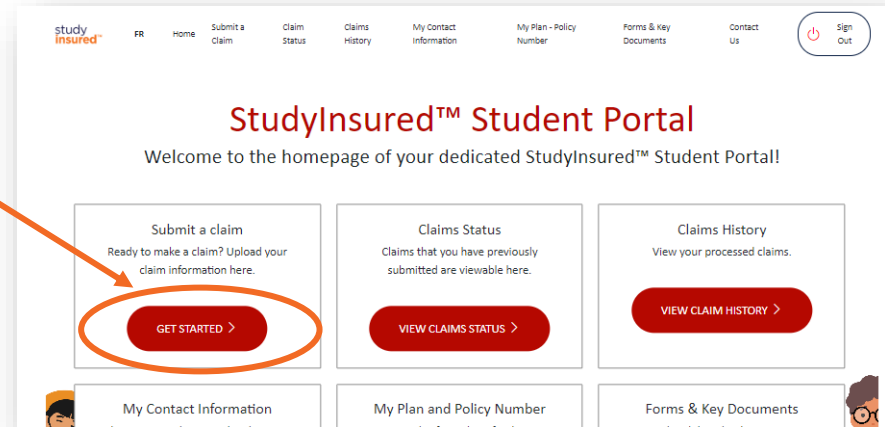 study insured™ FR Home Submit a Claim Claim Status Claims History My Contact Information My Plan - Policy Number Forms & Key Documents Contact Us Sign Out
StudyInsured™ Student Portal
Welcome to the homepage of your dedicated StudyInsured™ Student Portal!
Submit a claim
Ready to make a claim? Upload your
claim information here.
GET STARTED >
Claims Status
Claims that you have previously
submitted are viewable here.
VIEW CLAIMS STATUS >
Claims History
View your processed claims.
VIEW CLAIM HISTORY >
My Contact Information
My Plan and Policy Number
Forms & Key Documents